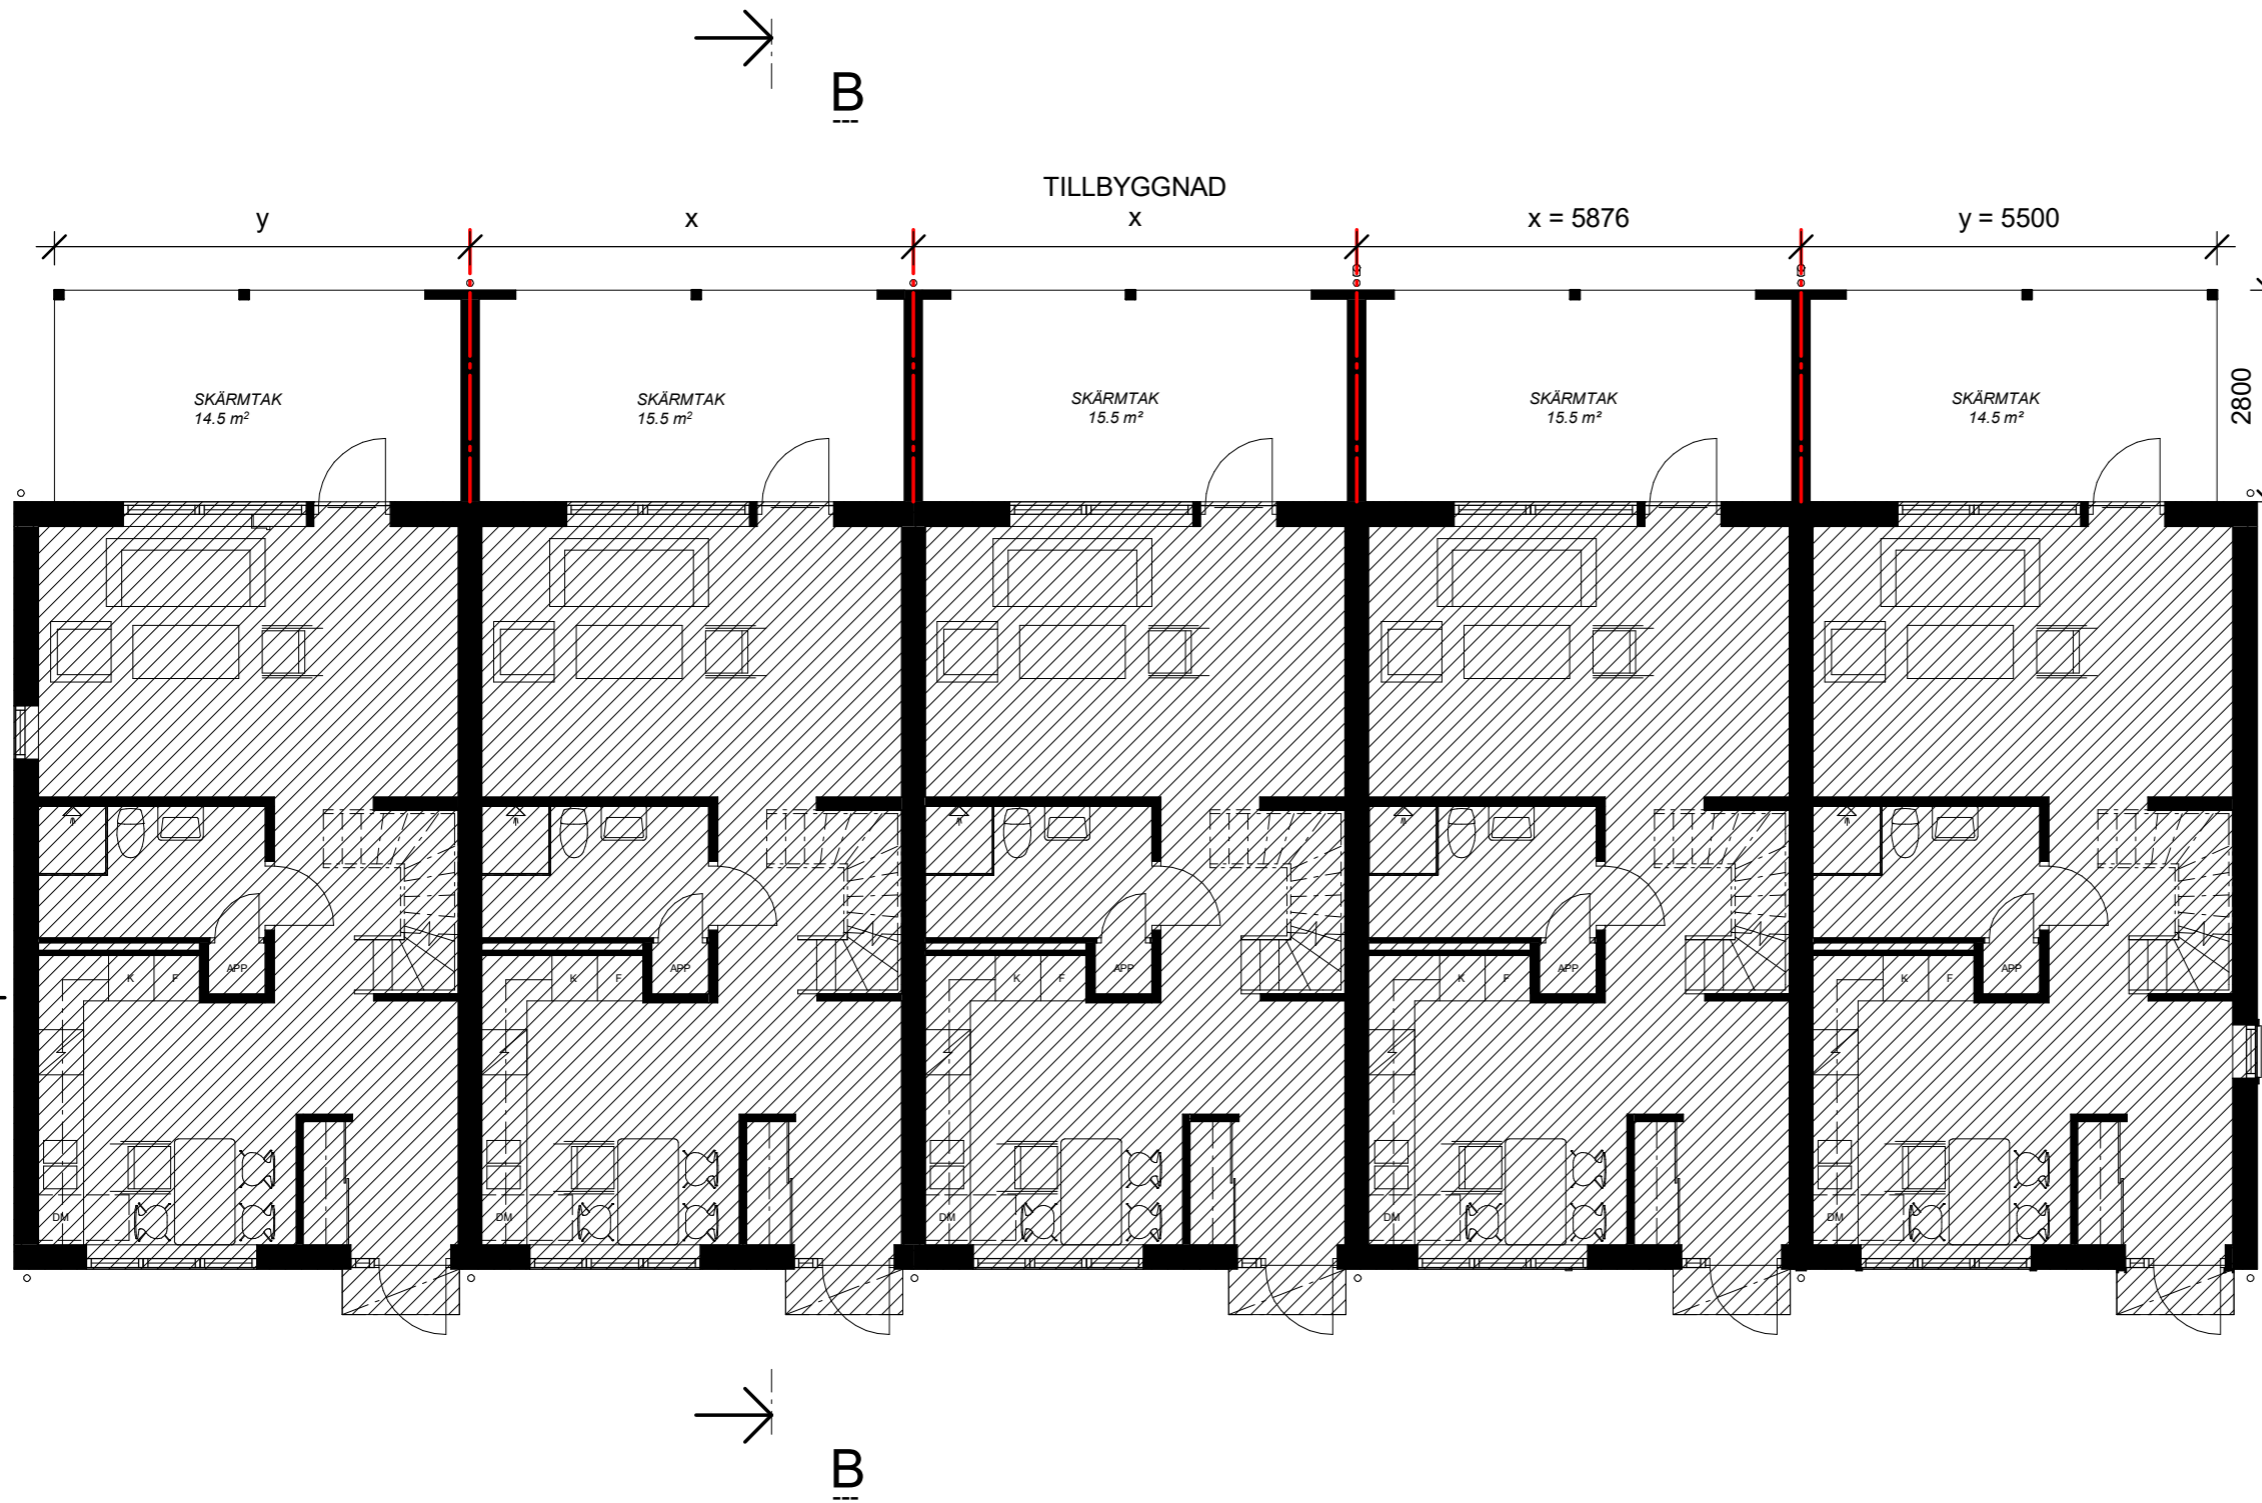 B
TILLBYGGNAD
y
x
x
x = 5876
y = 5500
SKÄRMTAK
14.5 m²
SKÄRMTAK
15.5 m²
SKÄRMTAK
15.5 m²
SKÄRMTAK
15.5 m²
SKÄRMTAK
14.5 m²
2800
K F APP
K F APP
K F APP
K F APP
K F APP
DM
DM
DM
DM
DM
B